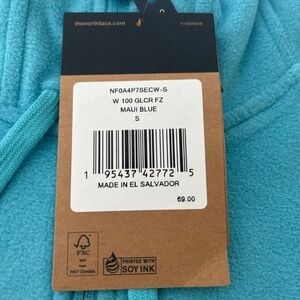 thenorthface.com
NF0A4P7SECW-S
W 100 GLCR FZ
MAUI BLUE
S
1 95437 42772 5
MADE IN EL SALVADOR
69.00
FSC
MIX
PRINTED WITH
SOY INK